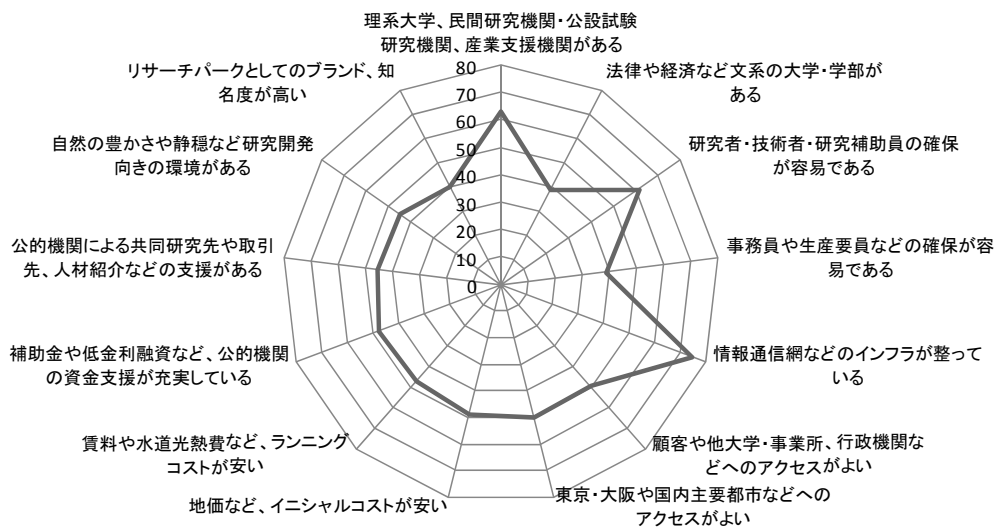 理系大学、民間研究機関・公設試験
研究機関、産業支援機関がある
法律や経済など文系の大学・学部が
ある
研究者・技術者・研究補助員の確保
が容易である
事務員や生産要員などの確保が容
易である
情報通信網などのインフラが整って
いる
顧客や他大学・事業所、行政機関な
どへのアクセスがよい
東京・大阪や国内主要都市などへの
アクセスがよい
地価など、イニシャルコストが安い
賃料や水道光熱費など、ランニング
コストが安い
補助金や低金利融資など、公的機関
の資金支援が充実している
公的機関による共同研究先や取引
先、人材紹介などの支援がある
自然の豊かさや静穏など研究開発
向きの環境がある
リサーチパークとしてのブランド、知
名度が高い
80
70
60
50
40
30
20
10
0